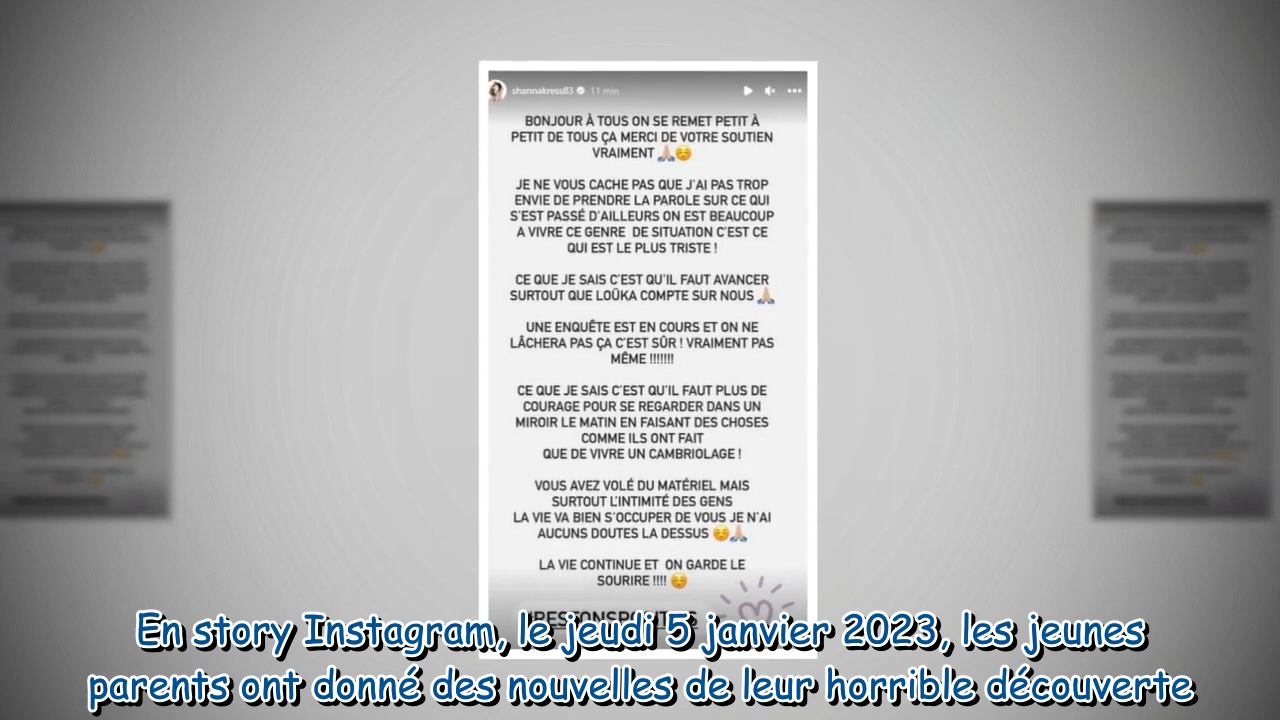 shannakress83 11 min
BONJOUR À TOUS ON SE REMET PETIT À
PETIT DE TOUS ÇA MERCI DE VOTRE SOUTIEN
VRAIMENT 🙏🏼☺️
JE NE VOUS CACHE PAS QUE J'AI PAS TROP
ENVIE DE PRENDRE LA PAROLE SUR CE QUI
S'EST PASSÉ D'AILLEURS ON EST BEAUCOUP
A VIVRE CE GENRE DE SITUATION C'EST CE
QUI EST LE PLUS TRISTE !
CE QUE JE SAIS C'EST QU'IL FAUT AVANCER
SURTOUT QUE LOÜKA COMPTE SUR NOUS 🙏🏼
UNE ENQUÊTE EST EN COURS ET ON NE
LÂCHERA PAS ÇA C'EST SÛR ! VRAIMENT PAS
MÊME !!!!!!!
CE QUE JE SAIS C'EST QU'IL FAUT PLUS DE
COURAGE POUR SE REGARDER DANS UN
MIROIR LE MATIN EN FAISANT DES CHOSES
COMME ILS ONT FAIT
QUE DE VIVRE UN CAMBRIOLAGE !
VOUS AVEZ VOLÉ DU MATÉRIEL MAIS
SURTOUT L'INTIMITÉ DES GENS
LA VIE VA BIEN S'OCCUPER DE VOUS JE N'AI
AUCUNS DOUTES LA DESSUS ☺️🙏🏼
LA VIE CONTINUE ET ON GARDE LE
SOURIRE !!!! ☺️
En story Instagram, le jeudi 5 janvier 2023, les jeunes
parents ont donné des nouvelles de leur horrible découverte